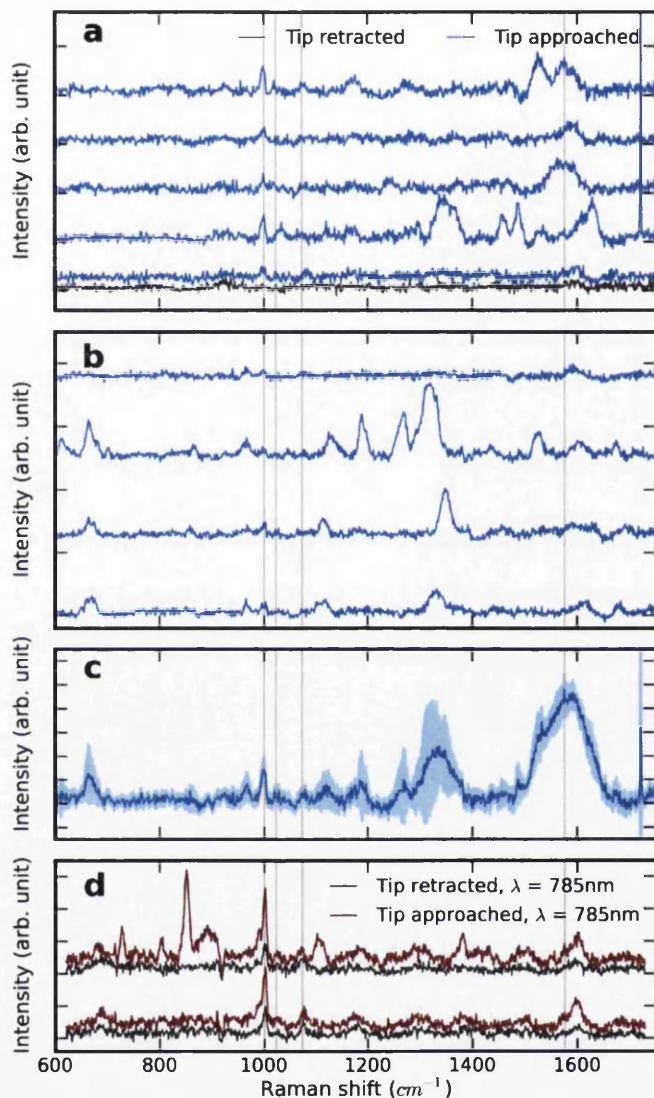 a
Tip retracted
Tip approached
Intensity (arb. unit)
b
Intensity (arb. unit)
c
Intensity (arb. unit)
d
Tip retracted, λ = 785nm
Tip approached, λ = 785nm
Intensity (arb. unit)
600 800 1000 1200 1400 1600
Raman shift (cm⁻¹)